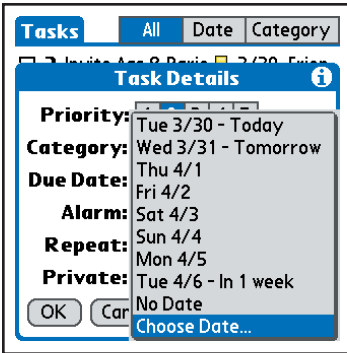 Tasks All Date Category
Task Details
Priority:
Tue 3/30 - Today
Category: Wed 3/31 - Tomorrow
Thu 4/1
Due Date: Fri 4/2
Alarm: Sat 4/3
Sun 4/4
Repeat: Mon 4/5
Private: Tue 4/6 - In 1 week
No Date
OK
Choose Date...